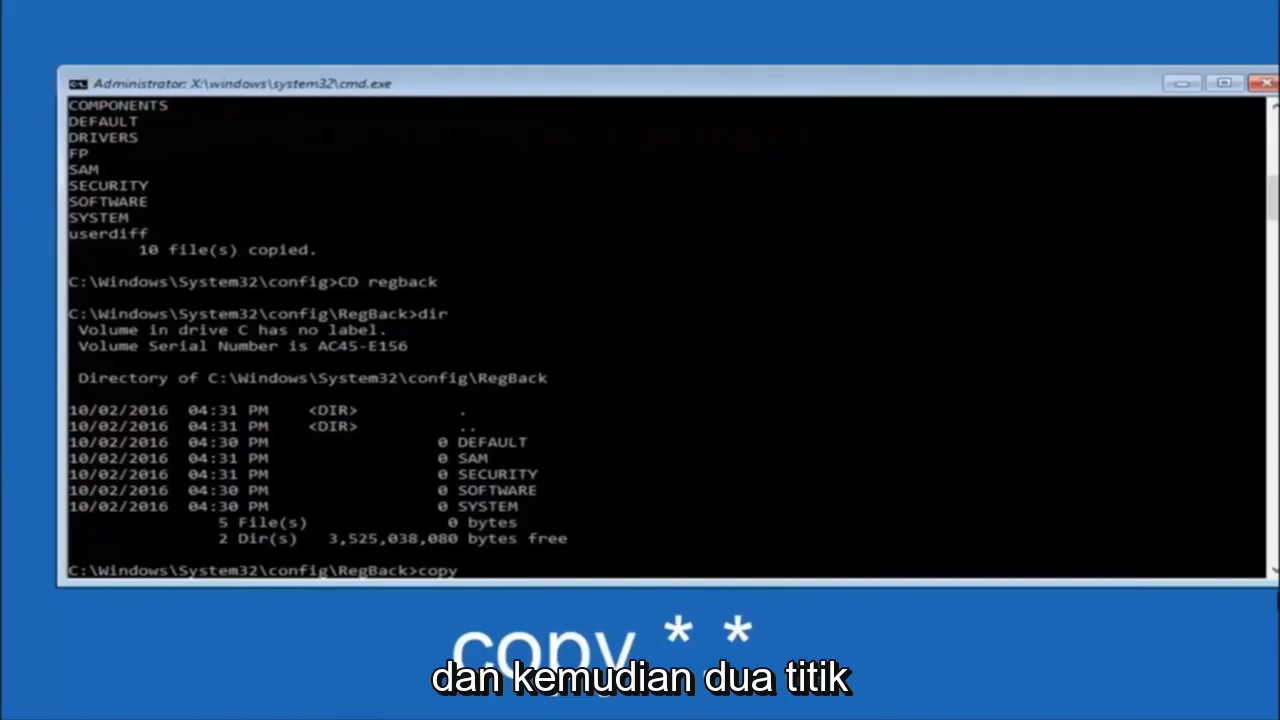 Administrator: X:\windows\system32\cmd.exe
COMPONENTS
DEFAULT
DRIVERS
FP
SAM
SECURITY
SOFTWARE
SYSTEM
userdiff
10 file(s) copied.
C:\Windows\System32\config>CD regback
C:\Windows\System32\config\RegBack>dir
Volume in drive C has no label.
Volume Serial Number is AC45-E156
Directory of C:\Windows\System32\config\RegBack
10/02/2016 04:31 PM <DIR> .
10/02/2016 04:31 PM <DIR> ..
10/02/2016 04:30 PM 0 DEFAULT
10/02/2016 04:31 PM 0 SAM
10/02/2016 04:31 PM 0 SECURITY
10/02/2016 04:30 PM 0 SOFTWARE
10/02/2016 04:30 PM 0 SYSTEM
5 File(s) 0 bytes
2 Dir(s) 3,525,038,080 bytes free
C:\Windows\System32\config\RegBack>copy
copy * *
dan kemudian dua titik